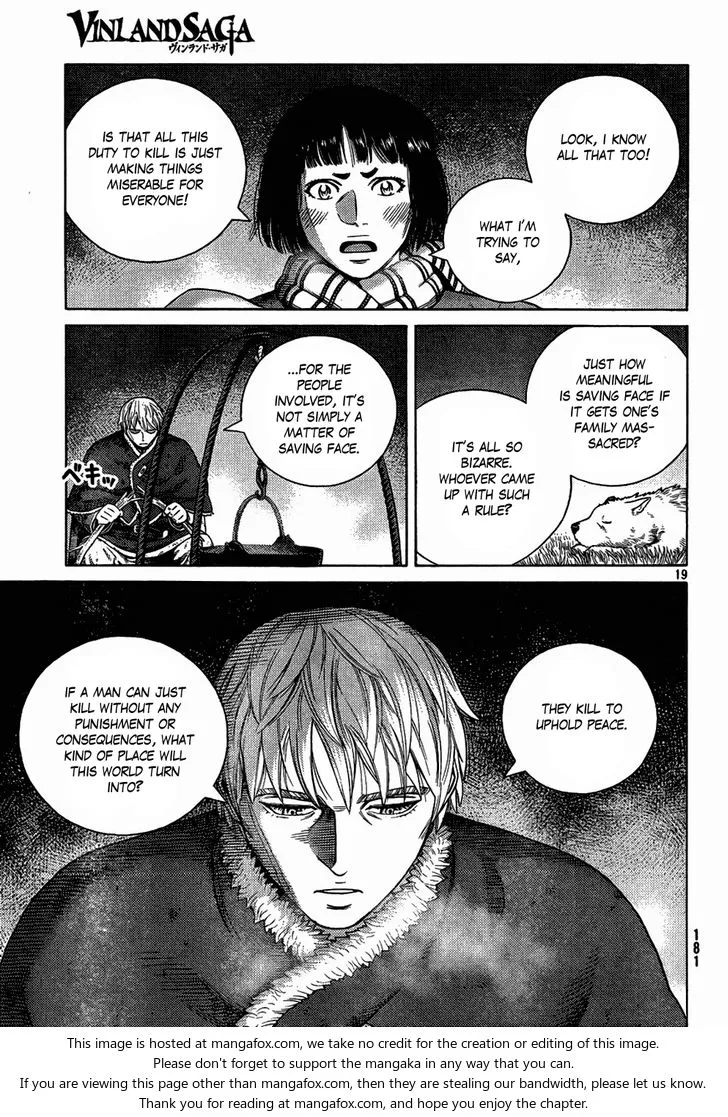 VINLAND SAGA
ヴィンランド・サガ
LOOK, I KNOW
ALL THAT TOO!
WHAT I'M
TRYING TO
SAY,
IS THAT ALL THIS
DUTY TO KILL IS JUST
MAKING THINGS
MISERABLE FOR
EVERYONE!
JUST HOW
MEANINGFUL
IS SAVING FACE IF
IT GETS ONE'S
FAMILY MAS-
SACRED?
IT'S ALL SO
BIZARRE.
WHOEVER CAME
UP WITH SUCH
A RULE?
...FOR THE
PEOPLE
INVOLVED, IT'S
NOT SIMPLY A
MATTER OF
SAVING FACE.
ベキッ
19
THEY KILL TO
UPHOLD PEACE.
IF A MAN CAN JUST
KILL WITHOUT ANY
PUNISHMENT OR
CONSEQUENCES, WHAT
KIND OF PLACE WILL
THIS WORLD TURN
INTO?
181
This image is hosted at mangafox.com, we take no credit for the creation or editing of this image.
Please don't forget to support the mangaka in any way that you can.
If you are viewing this page other than mangafox.com, then they are stealing our bandwidth, please let us know.
Thank you for reading at mangafox.com, and hope you enjoy the chapter.